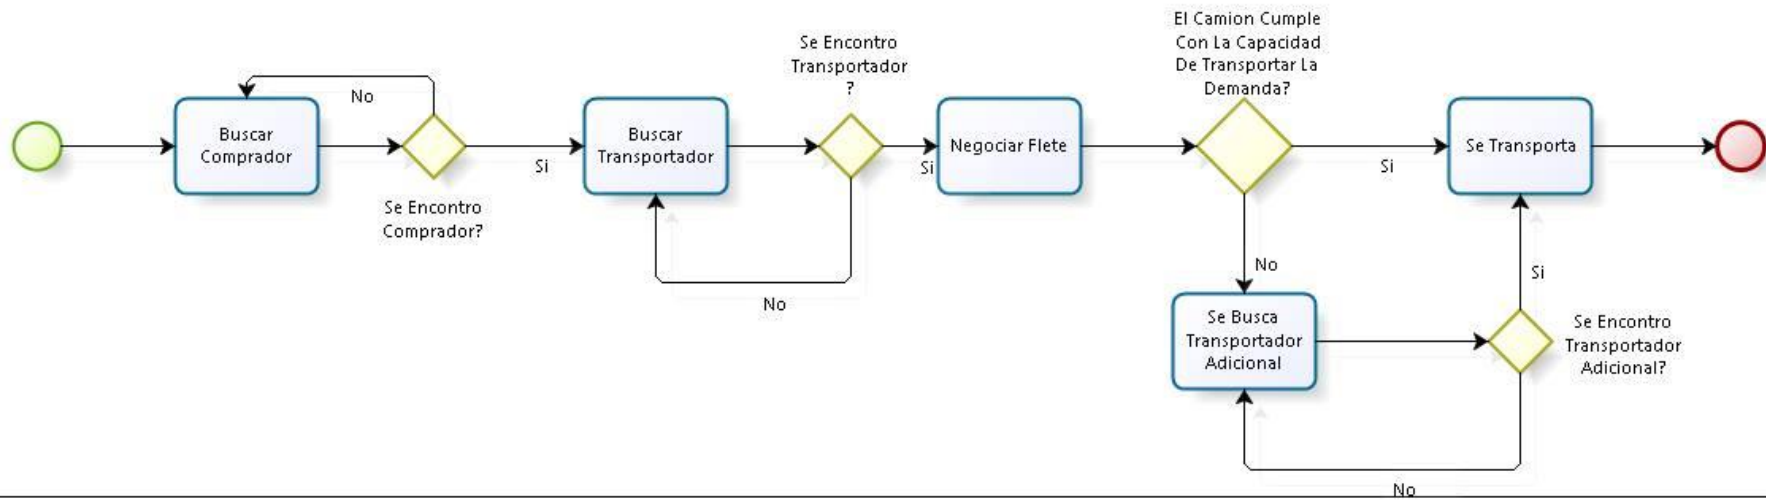 El Camion Cumple
Con La Capacidad
De Transportar La
Demanda?
Se Encontro
Transportador
?
No
Buscar
Comprador
Si
Se Encontro
Comprador?
Buscar
Transportador
No
Si
Negociar Flete
Si
Se Transporta
No
Se Busca
Transportador
Adicional
Si
Se Encontro
Transportador
Adicional?
No